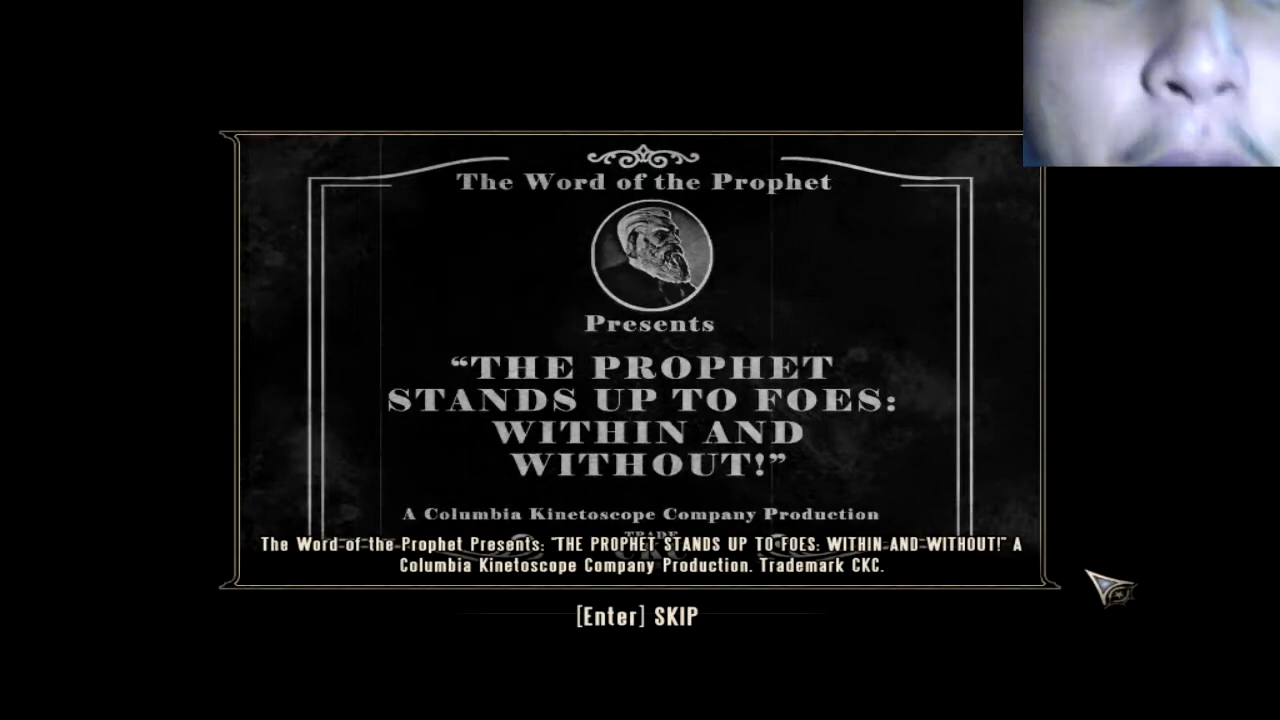 The Word of the Prophet
Presents
“THE PROPHET
STANDS UP TO FOES:
WITHIN AND
WITHOUT!”
A Columbia Kinetoscope Company Production
TRADE
CKC
The Word of the Prophet Presents: "THE PROPHET STANDS UP TO FOES: WITHIN AND WITHOUT!" A
Columbia Kinetoscope Company Production. Trademark CKC.
[Enter] SKIP